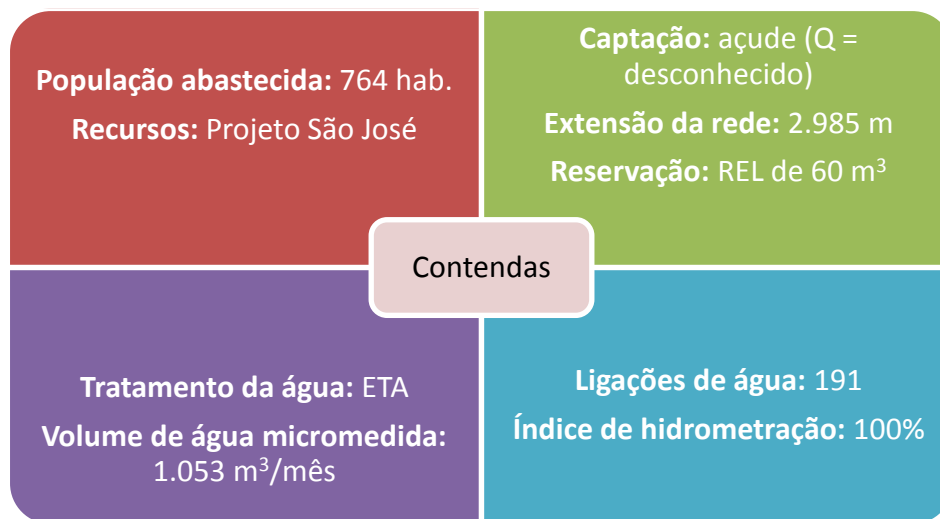 População abastecida: 764 hab.
Recursos: Projeto São José
Captação: açude (Q =
desconhecido)
Extensão da rede: 2.985 m
Reservação: REL de 60 m³
Contendas
Tratamento da água: ETA
Volume de água micromedida:
1.053 m³/mês
Ligações de água: 191
Índice de hidrometração: 100%